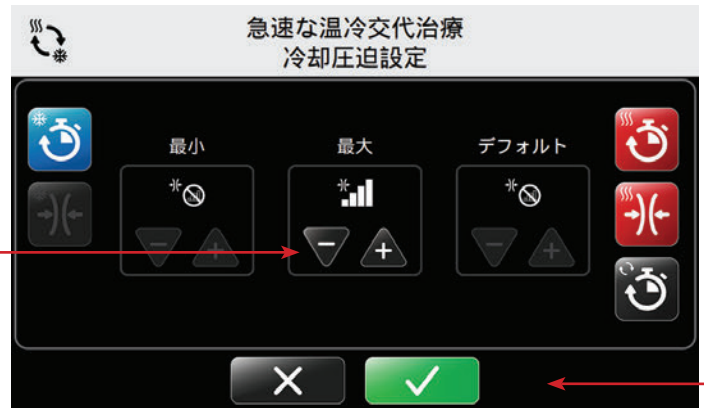 急速な温冷交代治療
冷却圧迫設定
最小
最大
デフォルト